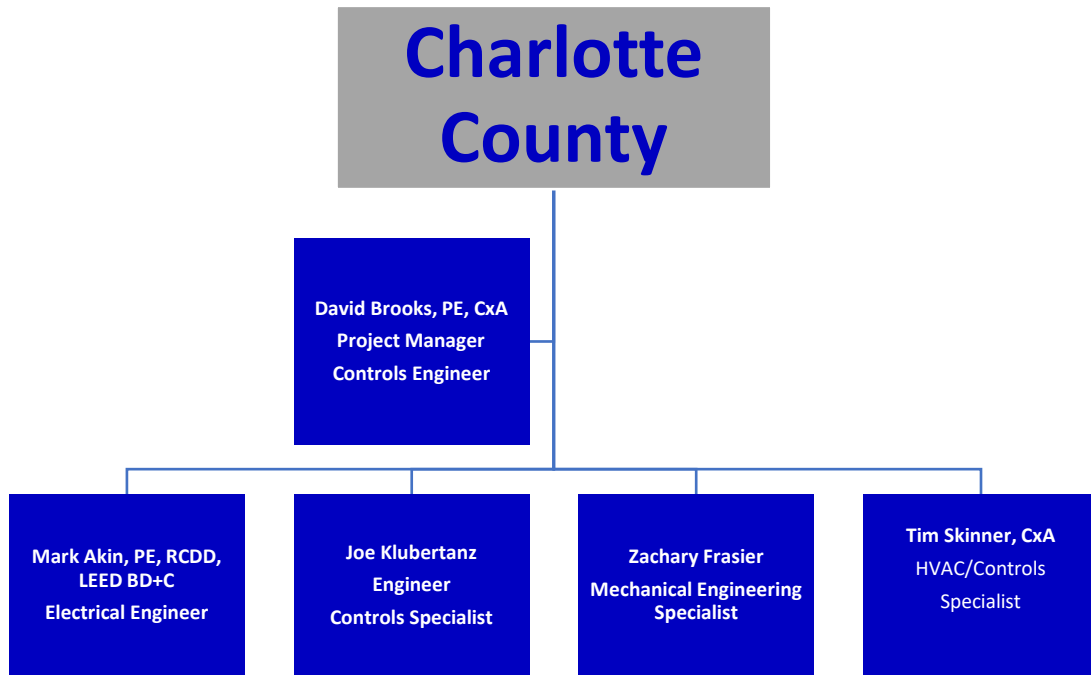 Charlotte
County
David Brooks, PE, CxA
Project Manager
Controls Engineer
Mark Akin, PE, RCDD,
LEED BD+C
Electrical Engineer
Joe Klubertanz
Engineer
Controls Specialist
Zachary Frasier
Mechanical Engineering
Specialist
Tim Skinner, CxA
HVAC/Controls
Specialist